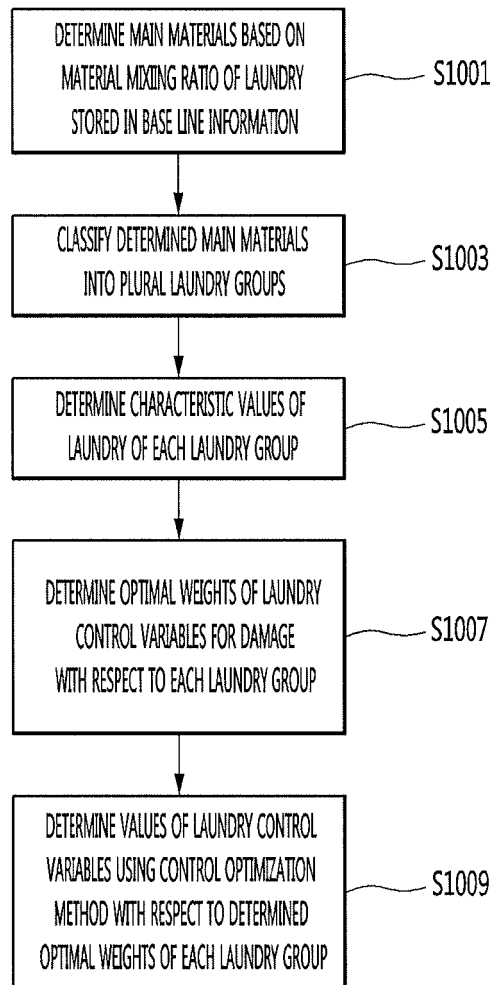 DETERMINE MAIN MATERIALS BASED ON
MATERIAL MIXING RATIO OF LAUNDRY
STORED IN BASE LINE INFORMATION
S1001
CLASSIFY DETERMINED MAIN MATERIALS
INTO PLURAL LAUNDRY GROUPS
S1003
DETERMINE CHARACTERISTIC VALUES OF
LAUNDRY OF EACH LAUNDRY GROUP
S1005
DETERMINE OPTIMAL WEIGHTS OF LAUNDRY
CONTROL VARIABLES FOR DAMAGE
WITH RESPECT TO EACH LAUNDRY GROUP
S1007
DETERMINE VALUES OF LAUNDRY CONTROL
VARIABLES USING CONTROL OPTIMIZATION
METHOD WITH RESPECT TO DETERMINED
OPTIMAL WEIGHTS OF EACH LAUNDRY GROUP
S1009